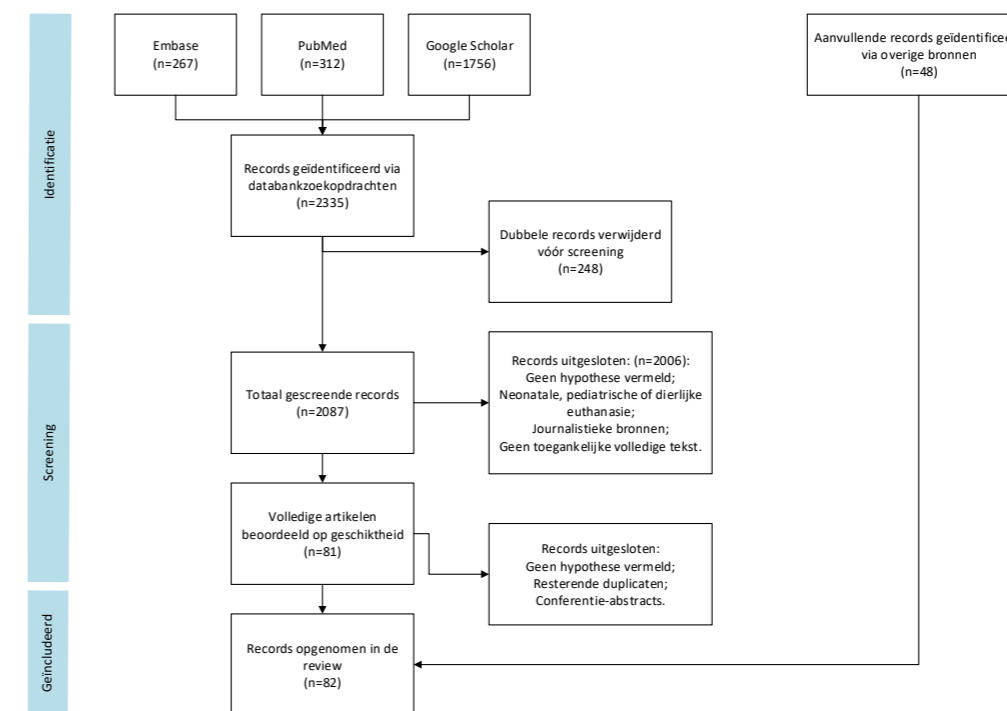 Embase
(n=267)
PubMed
(n=312)
Google Scholar
(n=1756)
Aanvullende records geïdentificee
via overige bronnen
(n=48)
Identificatie
Records geïdentificeerd via
databankzoekopdrachten
(n=2335)
Dubbele records verwijderd
vóór screening
(n=248)
Screening
Totaal gescreende records
(n=2087)
Records uitgesloten: (n=2006):
Geen hypothese vermeld;
Neonatale, pediatrische of dierlijke
euthanasie;
Journalistieke bronnen;
Geen toegankelijke volledige tekst.
Volledige artikelen
beoordeeld op geschiktheid
(n=81)
Records uitgesloten:
Geen hypothese vermeld;
Resterende duplicaten;
Conferentie-abstracts.
Geïncludeerd
Records opgenomen in de
review
(n=82)